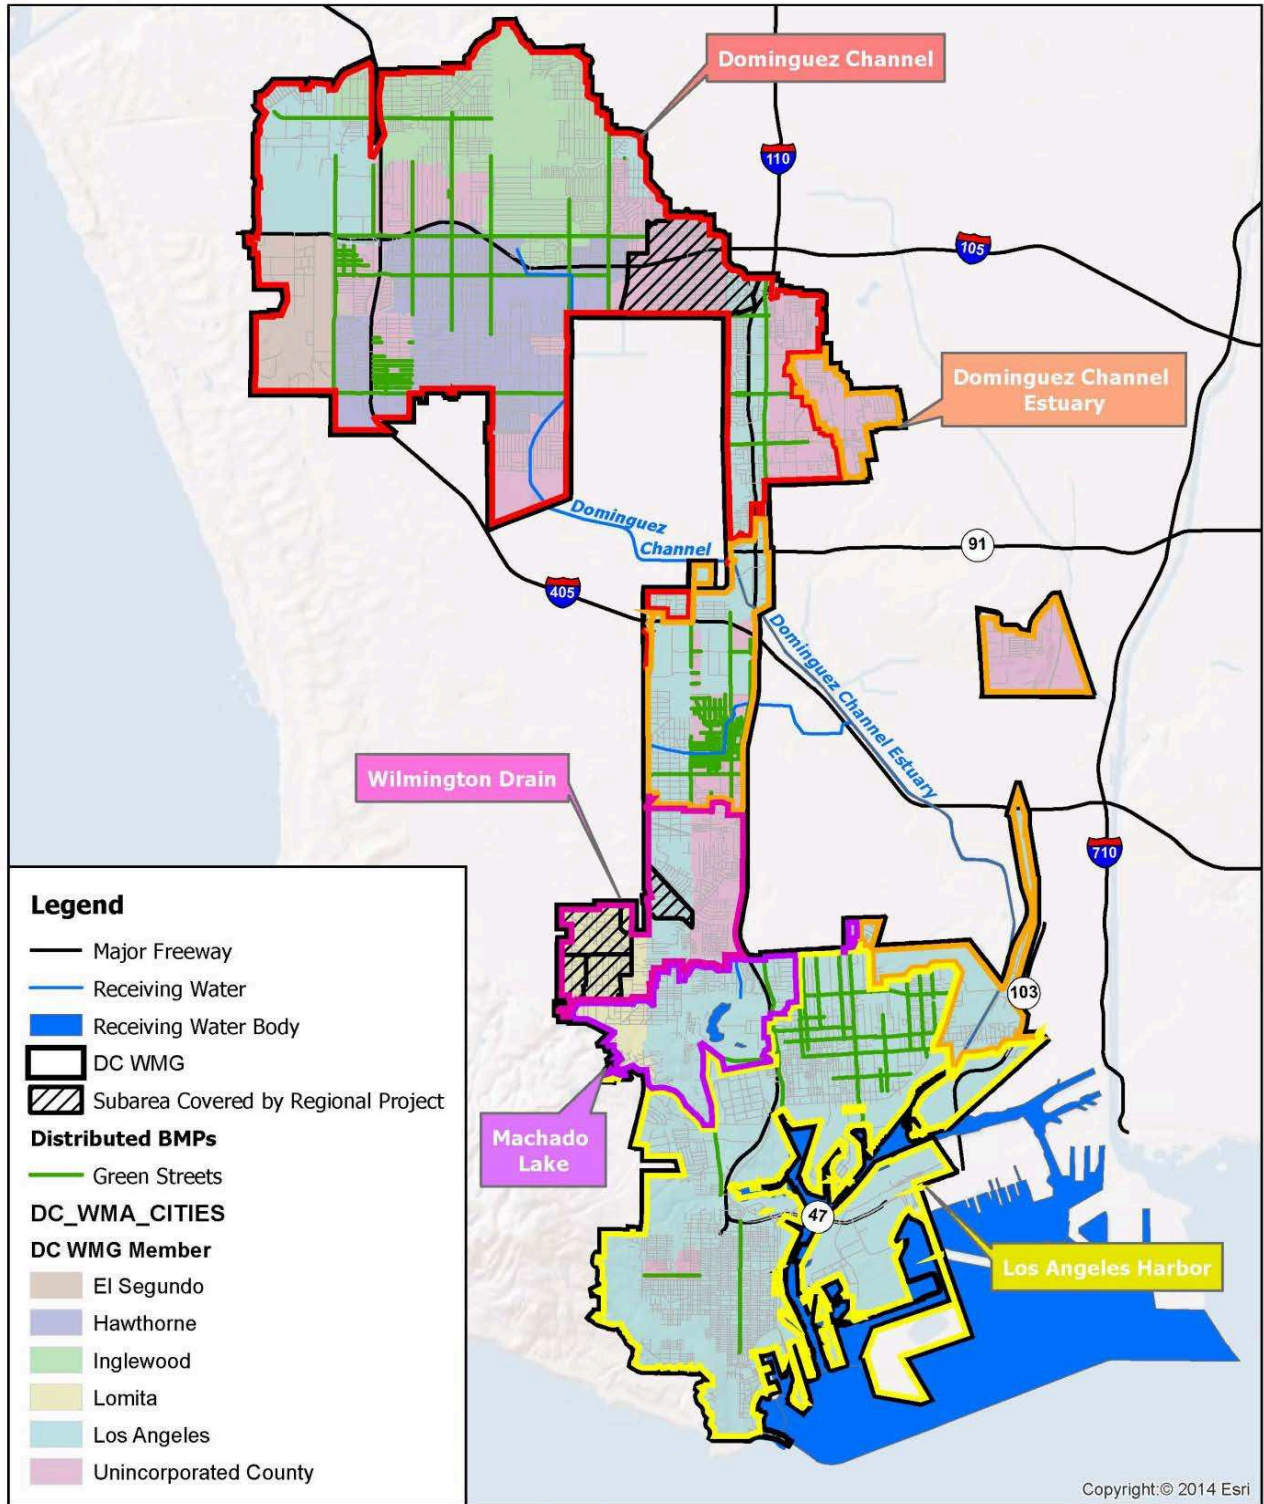 Dominguez Channel
110
105
Dominguez Channel
Estuary
Dominguez
Channel
91
405
Dominguez Channel Estuary
Wilmington Drain
710
103
Machado
Lake
47
Los Angeles Harbor
Legend
Major Freeway
Receiving Water
Receiving Water Body
DC WMG
Subarea Covered by Regional Project
Distributed BMPs
Green Streets
DC_WMA_CITIES
DC WMG Member
El Segundo
Hawthorne
Inglewood
Lomita
Los Angeles
Unincorporated County
Copyright:© 2014 Esri